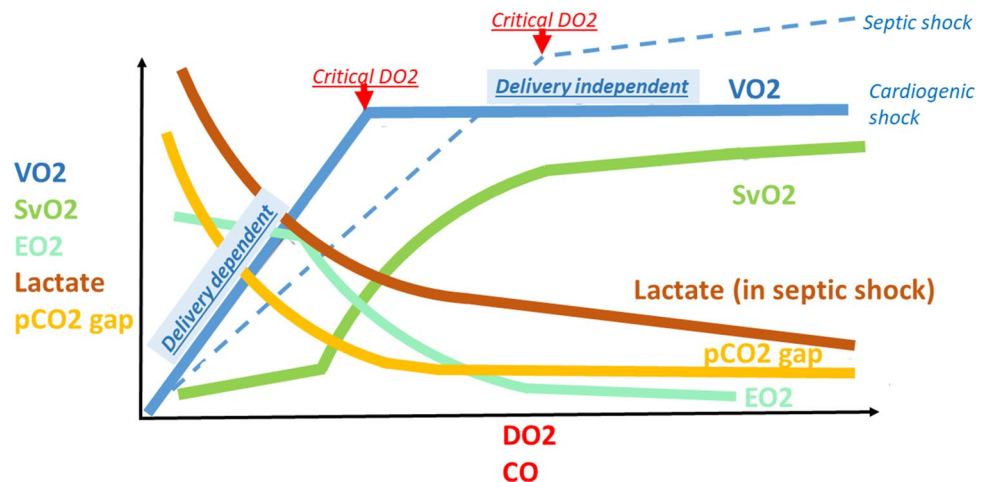 Critical DO2
Septic shock
Critical DO2
Delivery independent
VO2
Cardiogenic
shock
VO2
SvO2
EO2
Lactate
pCO2 gap
Delivery dependent
SvO2
Lactate (in septic shock)
pCO2 gap
EO2
DO2
CO